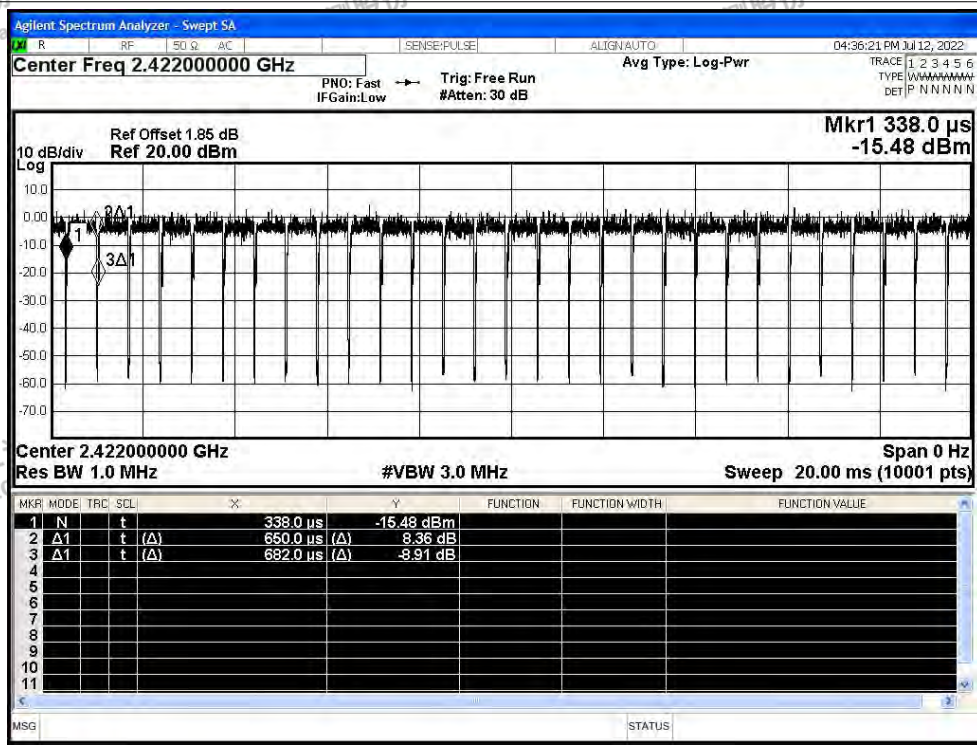 Agilent Spectrum Analyzer - Swept SA
R RF 50 Ω AC SENSE:PULSE ALIGN AUTO 04:36:21 PM Jul 12, 2022
Center Freq 2.422000000 GHz Avg Type: Log-Pwr TRACE 1 2 3 4 5 6
PNO: Fast Trig: Free Run TYPE WWWWWW
IFGain:Low #Atten: 30 dB DET P N N N N N
Ref Offset 1.85 dB Mkr1 338.0 µs
10 dB/div Ref 20.00 dBm -15.48 dBm
Log
10.0
0.00 2Δ1
1
-10.0
3Δ1
-20.0
-30.0
-40.0
-50.0
-60.0
-70.0
Center 2.422000000 GHz Span 0 Hz
Res BW 1.0 MHz #VBW 3.0 MHz Sweep 20.00 ms (10001 pts)
MKR MODE TRC SCL X Y FUNCTION FUNCTION WIDTH FUNCTION VALUE
1 N t 338.0 µs -15.48 dBm
2 Δ1 t (Δ) 650.0 µs (Δ) 8.36 dB
3 Δ1 t (Δ) 682.0 µs (Δ) -8.91 dB
4
5
6
7
8
9
10
11
MSG STATUS